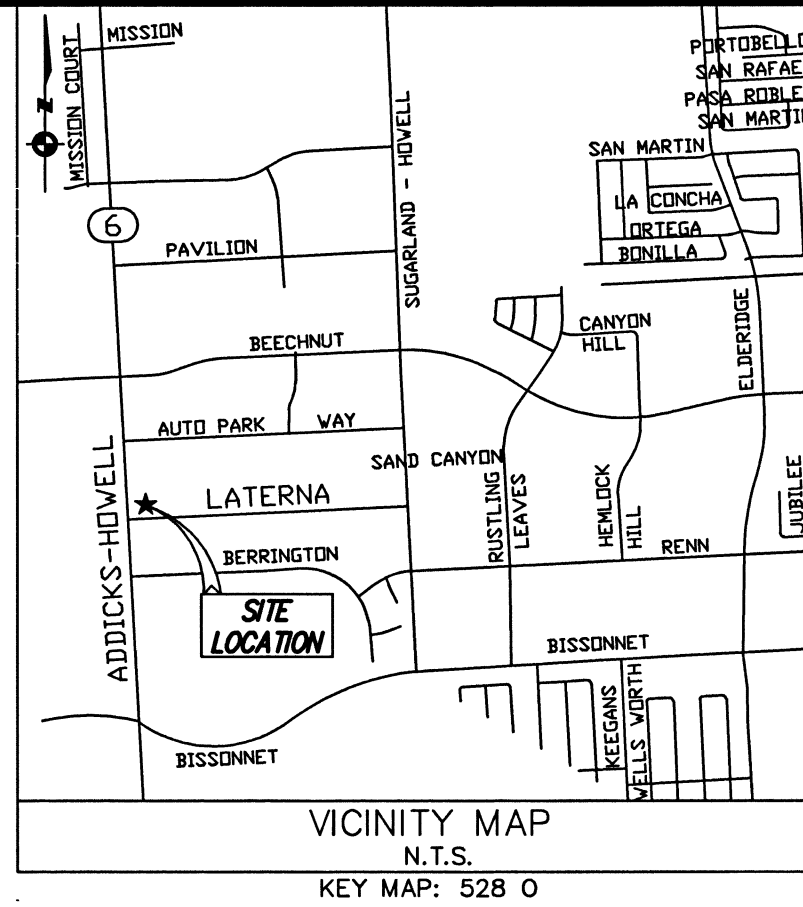 MISSION
MISSION COURT
N
PORTOBELLO
SAN RAFAE
PASA ROBLE
SAN MARTI
SUGARLAND - HOWELL
SAN MARTIN
LA CONCHA
6
ORTEGA
PAVILION
BONILLA
ELDERIDGE
CANYON
HILL
BEECHNUT
AUTO PARK WAY
SAND CANYON
ADDICKS-HOWELL
LATERNA
RUSTLING
LEAVES
HEMLOCK
HILL
JUBILEE
RENN
BERRINGTON
SITE
LOCATION
BISSONNET
KEEGANS
WELLS WORTH
BISSONNET
VICINITY MAP
N.T.S.
KEY MAP: 528 O